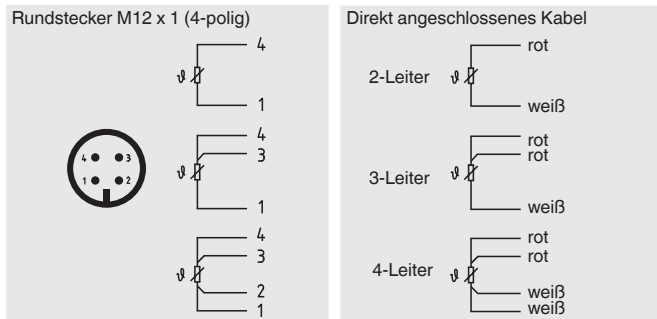 Rundstecker M12 x 1 (4-polig)
4
ϑ
1
4
3
ϑ
1
4 3
1 2
4
3
ϑ
2
1
Direkt angeschlossenes Kabel
rot
2-Leiter ϑ
weiß
rot
rot
3-Leiter ϑ
weiß
rot
rot
4-Leiter ϑ
weiß
weiß